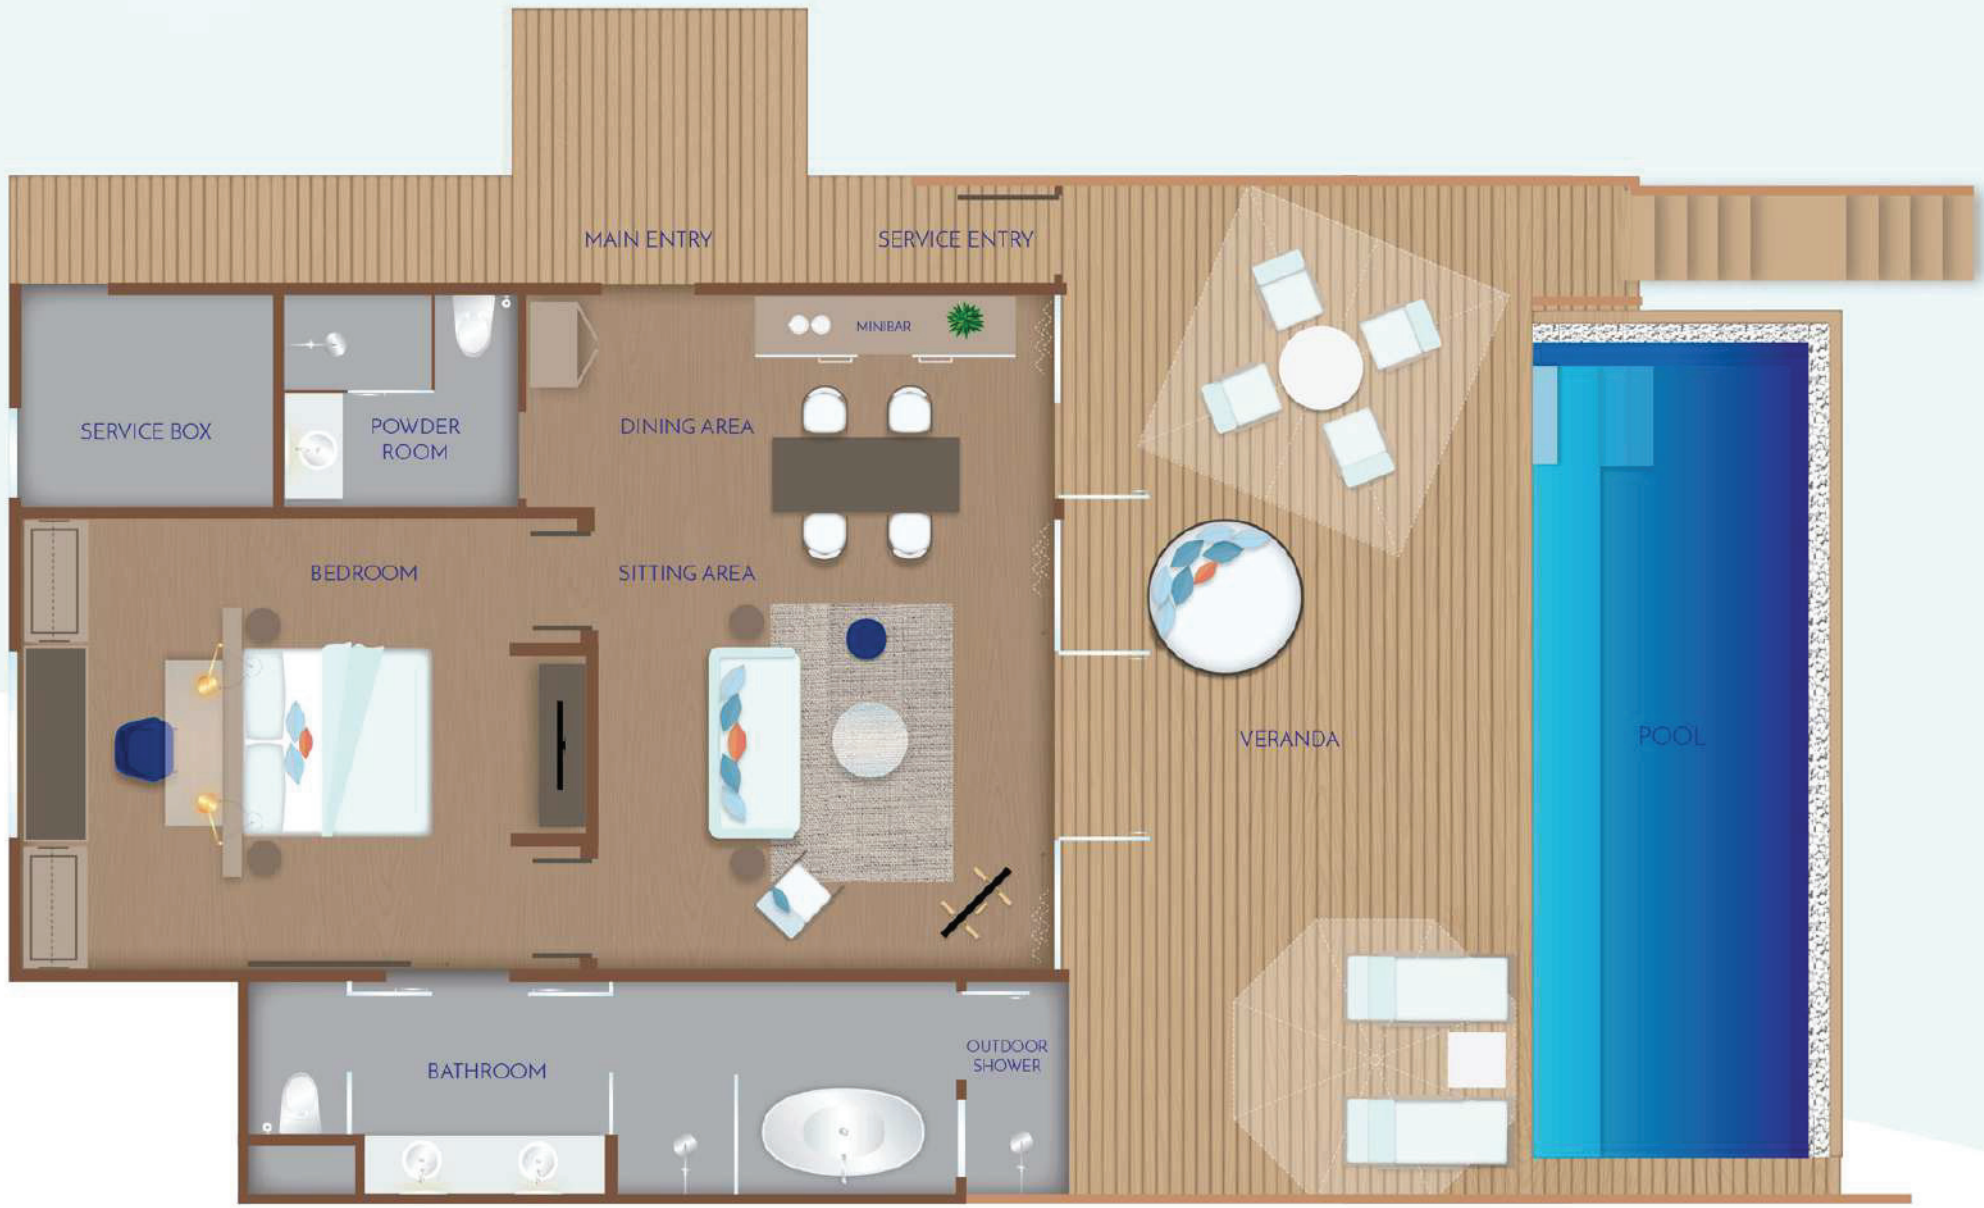 MAIN ENTRY
SERVICE ENTRY
MINIBAR
SERVICE BOX
POWDER
ROOM
DINING AREA
BEDROOM
SITTING AREA
VERANDA
POOL
BATHROOM
OUTDOOR
SHOWER